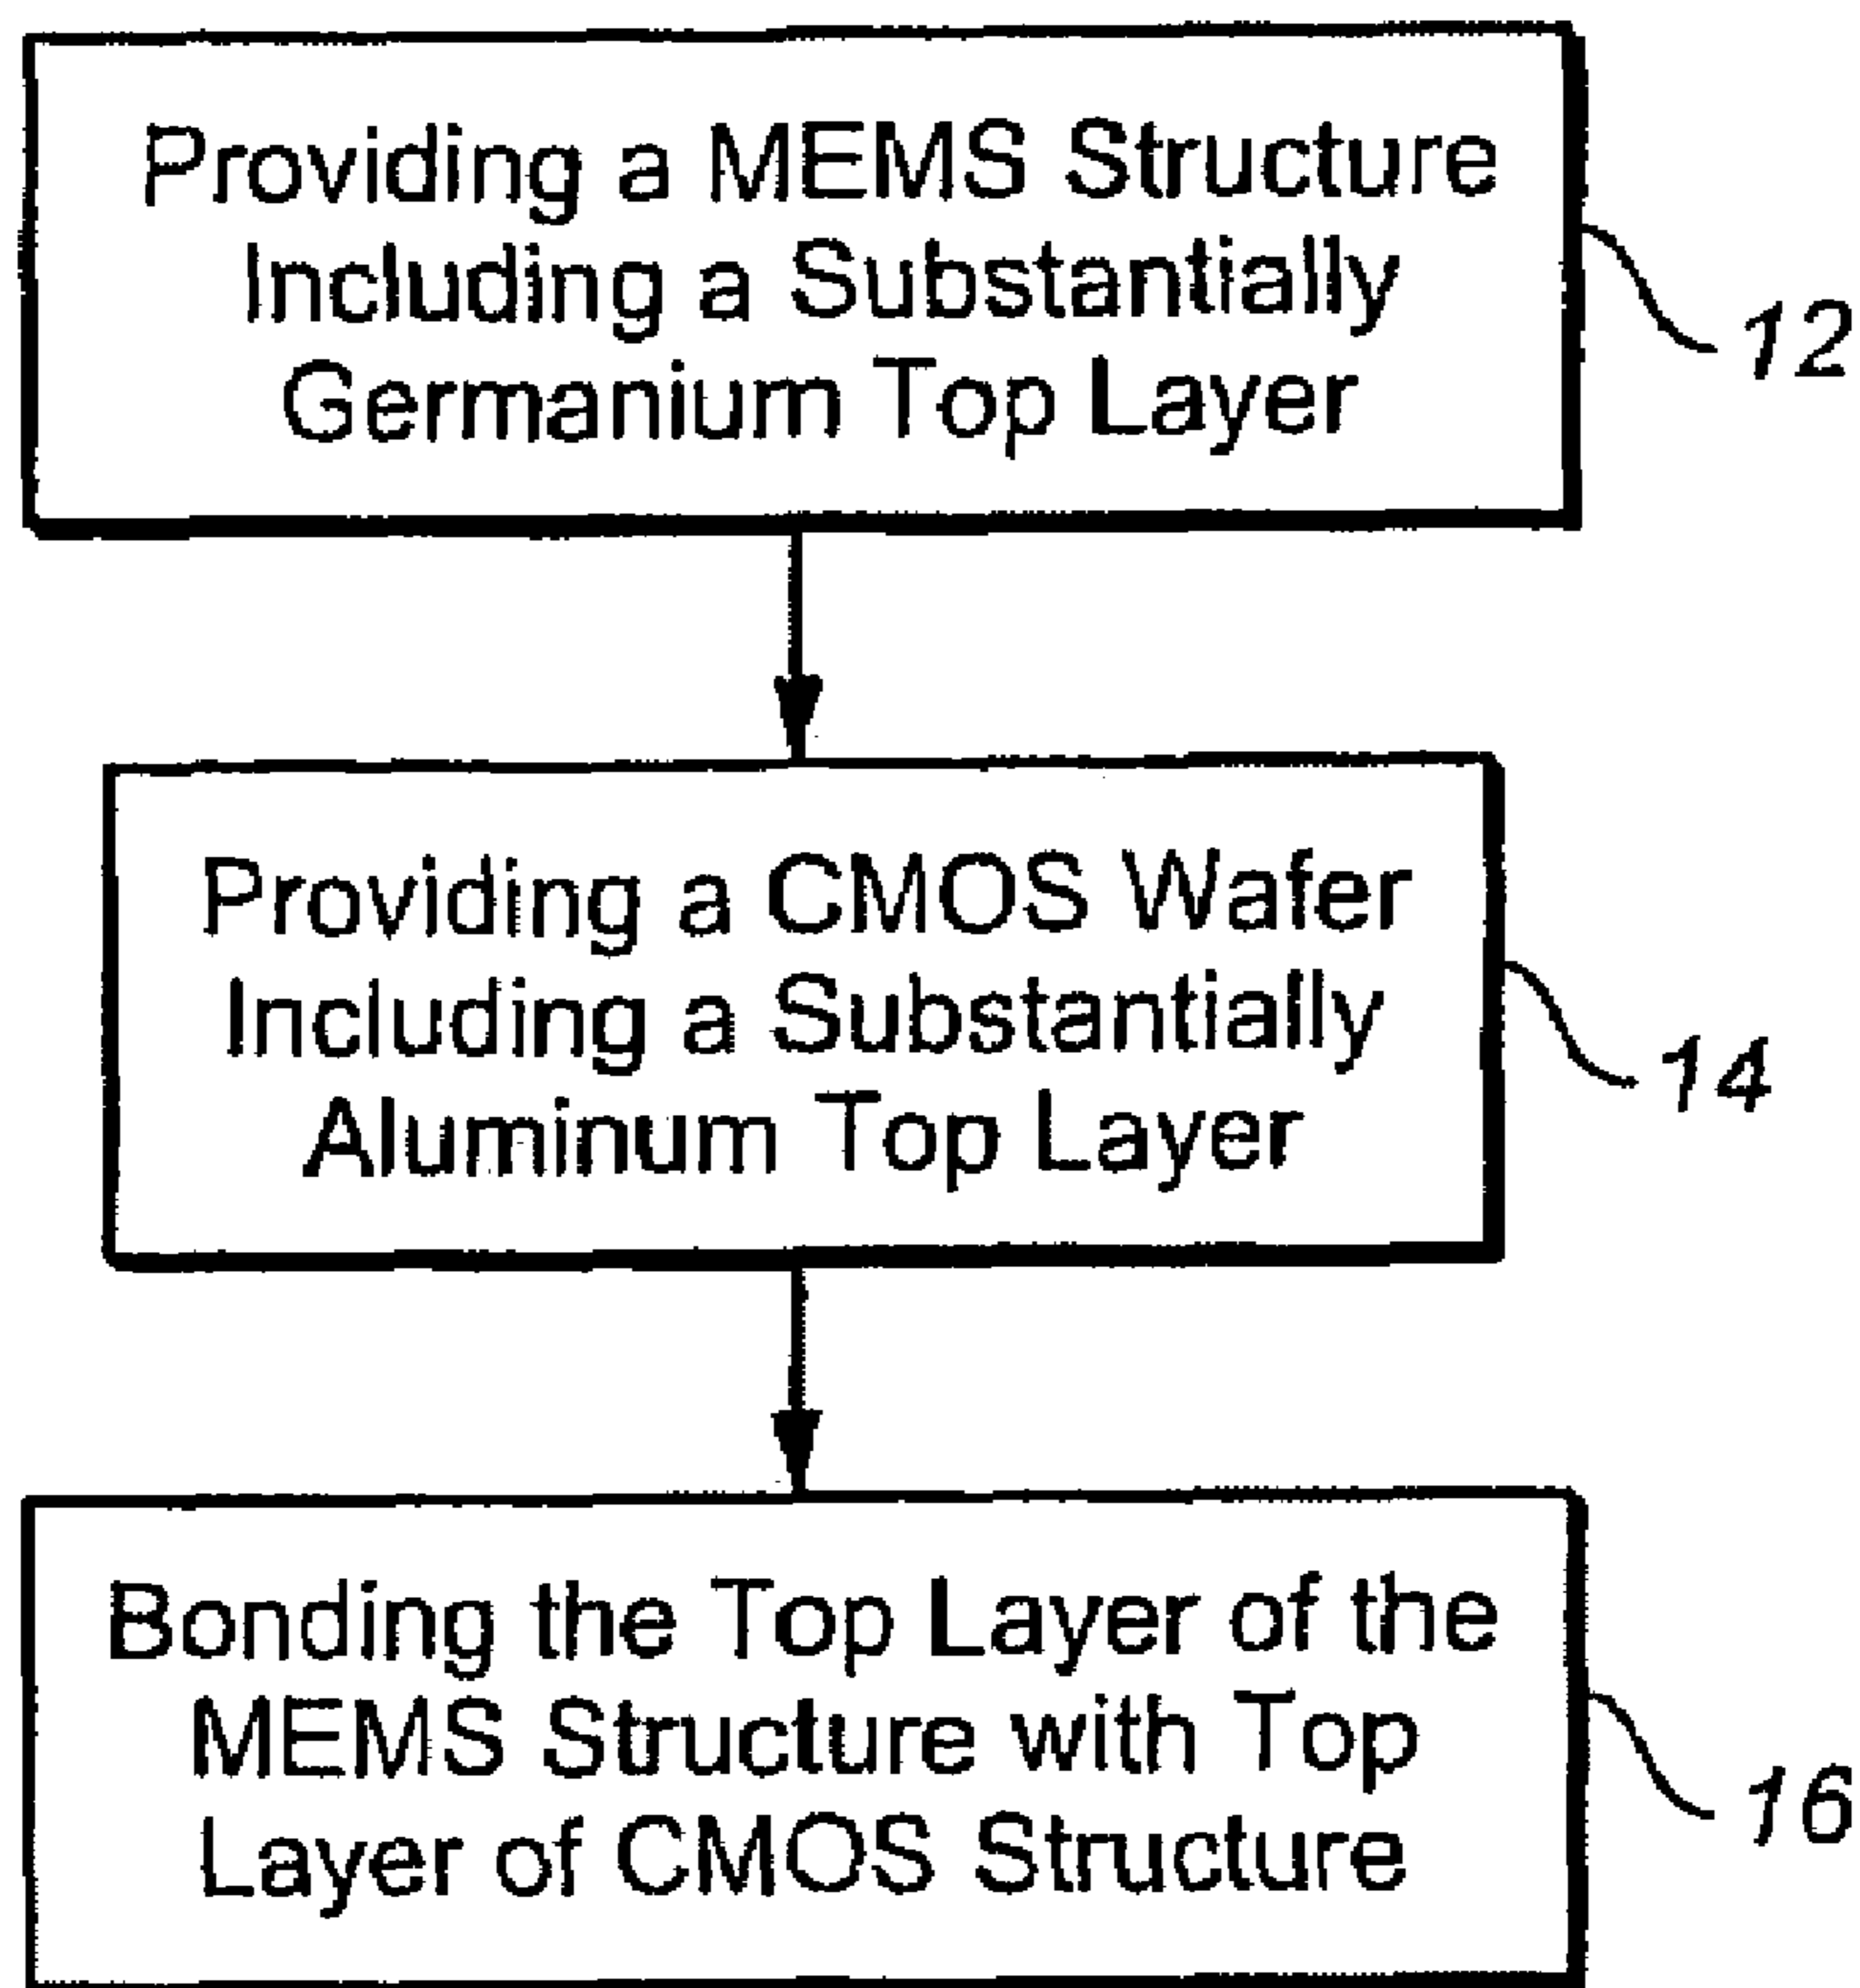 Providing a MEMS Structure
Including a Substantially
Germanium Top Layer
12
Providing a CMOS Wafer
Including a Substantially
Aluminum Top Layer
14
Bonding the Top Layer of the
MEMS Structure with Top
Layer of CMOS Structure
16